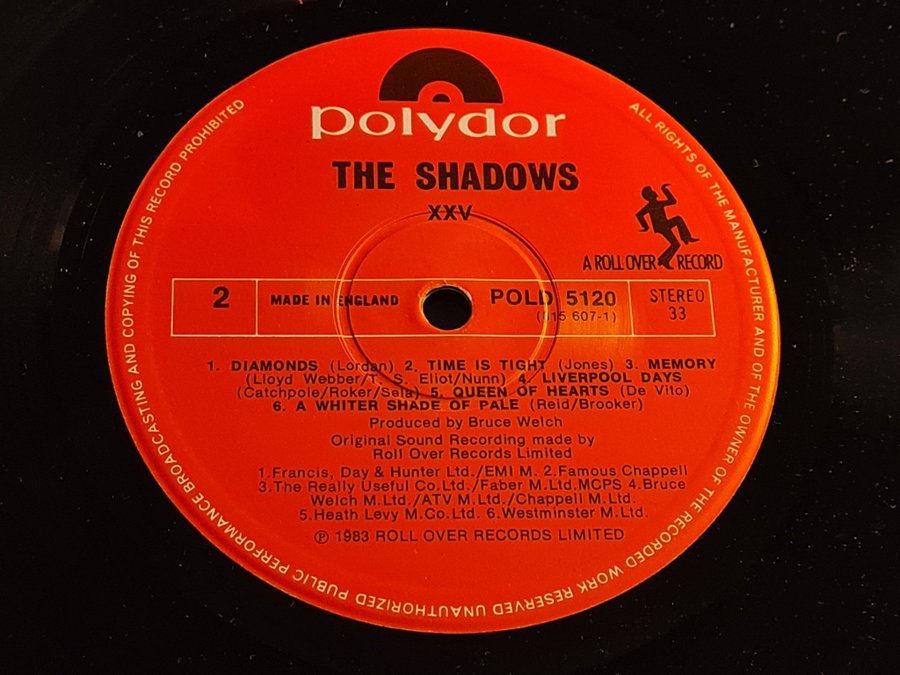 polydor
THE SHADOWS
XXV
A ROLL OVER RECORD
2
MADE IN ENGLAND
POLD 5120
(815 607-1)
STEREO
33
1. DIAMONDS (Lordan) 2. TIME IS TIGHT (Jones) 3. MEMORY
(Lloyd Webber/T. S. Eliot/Nunn) 4. LIVERPOOL DAYS
(Catchpole/Roker/Sela) 5. QUEEN OF HEARTS (De Vito)
6. A WHITER SHADE OF PALE (Reid/Brooker)
Produced by Bruce Welch
Original Sound Recording made by
Roll Over Records Limited
1.Francis, Day & Hunter Ltd./EMI M. 2.Famous Chappell
3.The Really Useful Co.Ltd./Faber M.Ltd.MCPS 4.Bruce
Welch M.Ltd./ATV M.Ltd./Chappell M.Ltd.
5.Heath Levy M.Co.Ltd. 6.Westminster M.Ltd.
℗ 1983 ROLL OVER RECORDS LIMITED
ALL RIGHTS OF THE MANUFACTURER AND OF THE OWNER OF THE RECORDED WORK RESERVED UNAUTHORIZED PUBLIC PERFORMANCE BROADCASTING AND COPYING OF THIS RECORD PROHIBITED